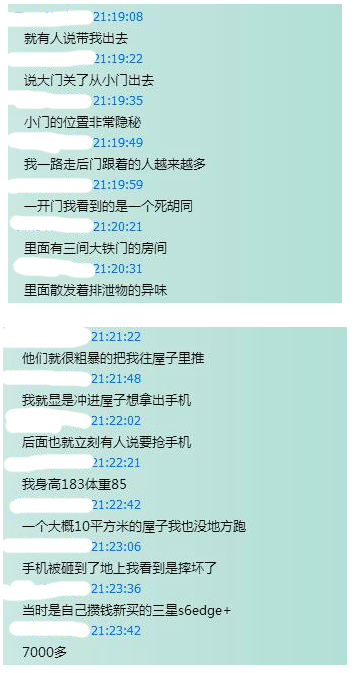 21:19:08
就有人说带我出去
21:19:22
说大门关了从小门出去
21:19:35
小门的位置非常隐秘
21:19:49
我一路走后门跟着的人越来越多
21:19:59
一开门我看到的是一个死胡同
21:20:21
里面有三间大铁门的房间
21:20:31
里面散发着排泄物的异味
21:21:22
他们就很粗暴的把我往屋子里推
21:21:48
我就显是冲进屋子想拿出手机
21:22:02
后面也就立刻有人说要抢手机
21:22:21
我身高183体重85
21:22:42
一个大概10平方米的屋子我也没地方跑
21:23:06
手机被砸到了地上我看到是摔坏了
21:23:36
当时是自己攒钱新买的三星s6edge+
21:23:42
7000多